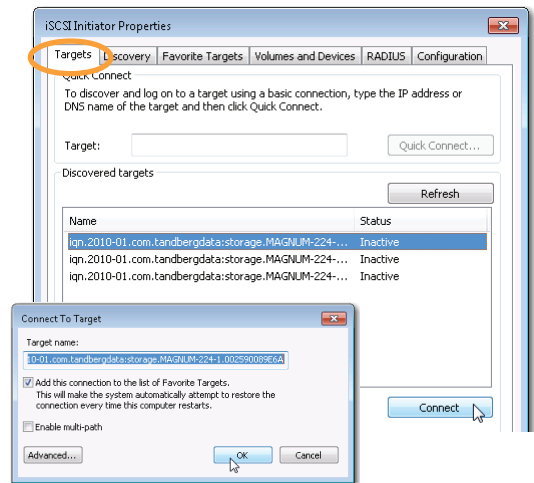 iSCSI Initiator Properties
Targets Discovery Favorite Targets Volumes and Devices RADIUS Configuration
Quick Connect
To discover and log on to a target using a basic connection, type the IP address or
DNS name of the target and then click Quick Connect.
Target:
Quick Connect...
Discovered targets
Refresh
Name Status
iqn.2010-01.com.tandbergdata:storage.MAGNUM-224-... Inactive
iqn.2010-01.com.tandbergdata:storage.MAGNUM-224-... Inactive
iqn.2010-01.com.tandbergdata:storage.MAGNUM-224-... Inactive
Connect
Connect To Target
Target name:
10-01.com.tandbergdata:storage.MAGNUM-224-1.002590089E6A
Add this connection to the list of Favorite Targets.
This will make the system automatically attempt to restore the
connection every time this computer restarts.
Enable multi-path
Advanced... OK Cancel